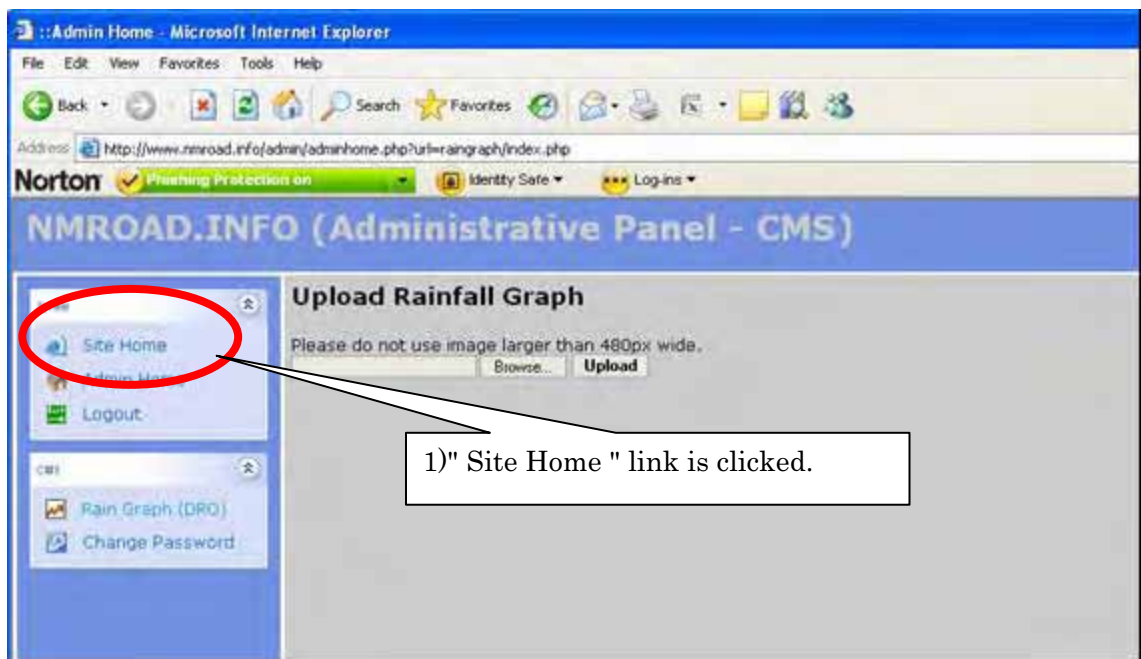 ::Admin Home - Microsoft Internet Explorer
File Edit View Favorites Tools Help
Back Search Favorites
Address http://www.nmroad.info/admin/adminhome.php?url=raingraph/index.php
Norton Phishing Protection on Identity Safe Log-ins
NMROAD.INFO (Administrative Panel - CMS)
Upload Rainfall Graph
Site Home
Please do not use image larger than 480px wide.
Browse... Upload
Admin Home
Logout
1)" Site Home " link is clicked.
CMS
Rain Graph (DRO)
Change Password